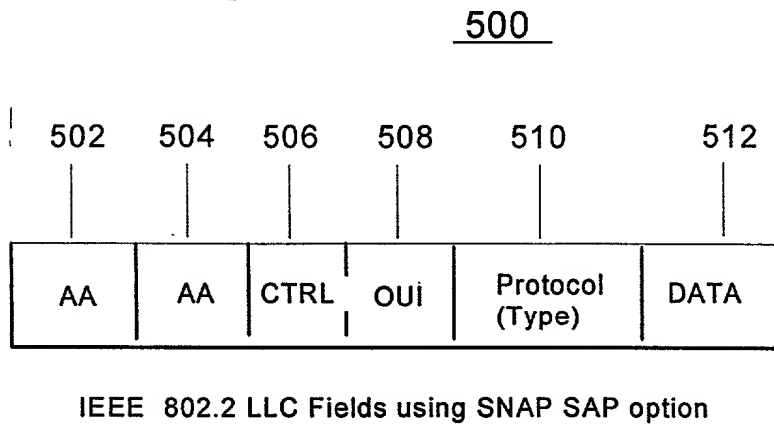 500
502 504 506 508 510 512
AA AA CTRL OUI Protocol (Type) DATA
IEEE 802.2 LLC Fields using SNAP SAP option